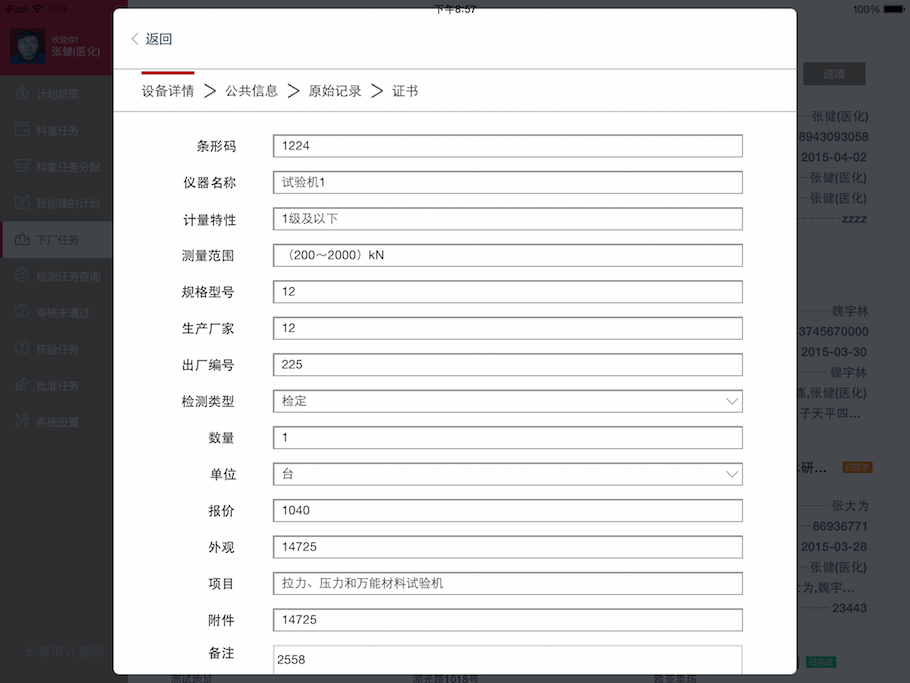 iPad
下午8:57
100%
欢迎你!
张健(医化)
返回
设备详情 > 公共信息 > 原始记录 > 证书
选项
计划总览
科室任务
科室任务分配
我创建的计划
下厂任务
检测任务查询
审核未通过
核验任务
批准任务
系统设置
长春市计量院
条形码 1224
仪器名称 试验机1
计量特性 1级及以下
测量范围 （200～2000）kN
规格型号 12
生产厂家 12
出厂编号 225
检测类型 检定
数量 1
单位 台
报价 1040
外观 14725
项目 拉力、压力和万能材料试验机
附件 14725
备注 2558
张健(医化)
8943093058
2015-04-02
张健(医化)
张健(医化)
zzzz
魏宇林
3745670000
2015-03-30
魏宇林
,张健(医化)
子天平四...
研...
张大为
86936771
2015-03-28
张健(医化)
为,魏宇...
23443
已完成
测试地址
湖光路1018号